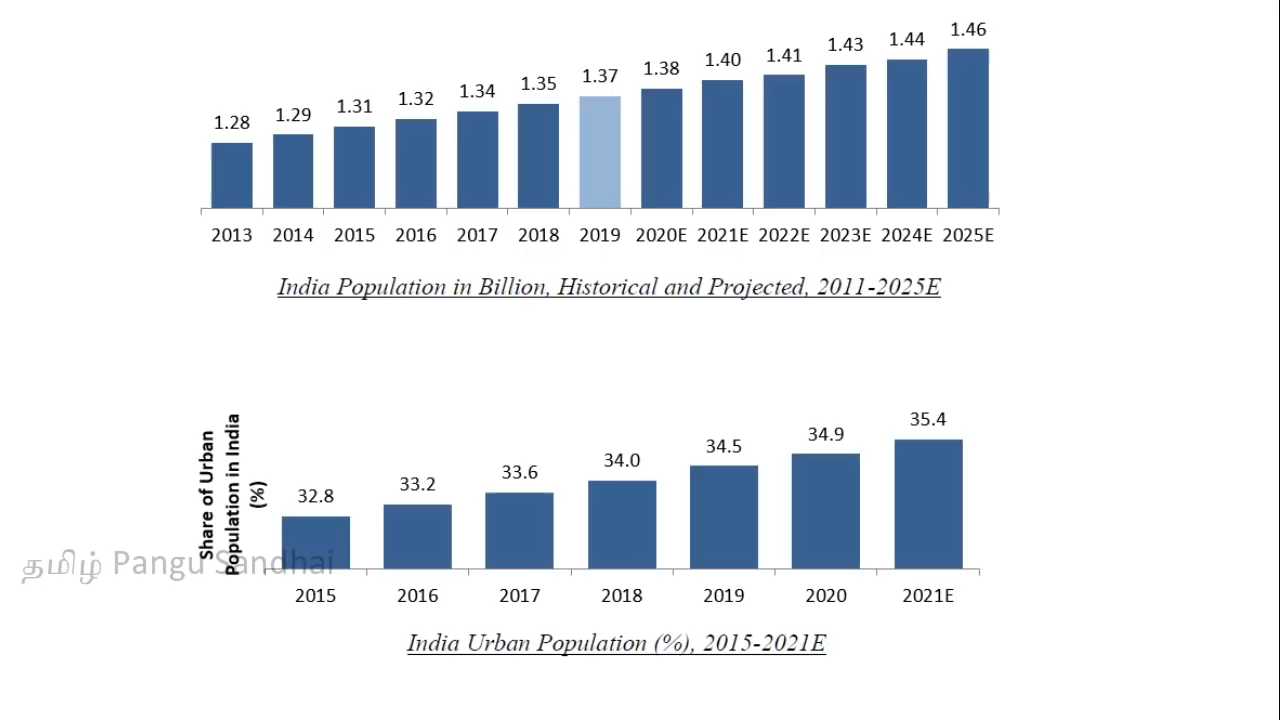 1.28 1.29 1.31 1.32 1.34 1.35 1.37 1.38 1.40 1.41 1.43 1.44 1.46
2013 2014 2015 2016 2017 2018 2019 2020E 2021E 2022E 2023E 2024E 2025E
India Population in Billion, Historical and Projected, 2011-2025E
Share of Urban
Population in India
(%)
32.8 33.2 33.6 34.0 34.5 34.9 35.4
தமிழ் Pangu Sandhai
2015 2016 2017 2018 2019 2020 2021E
India Urban Population (%), 2015-2021E